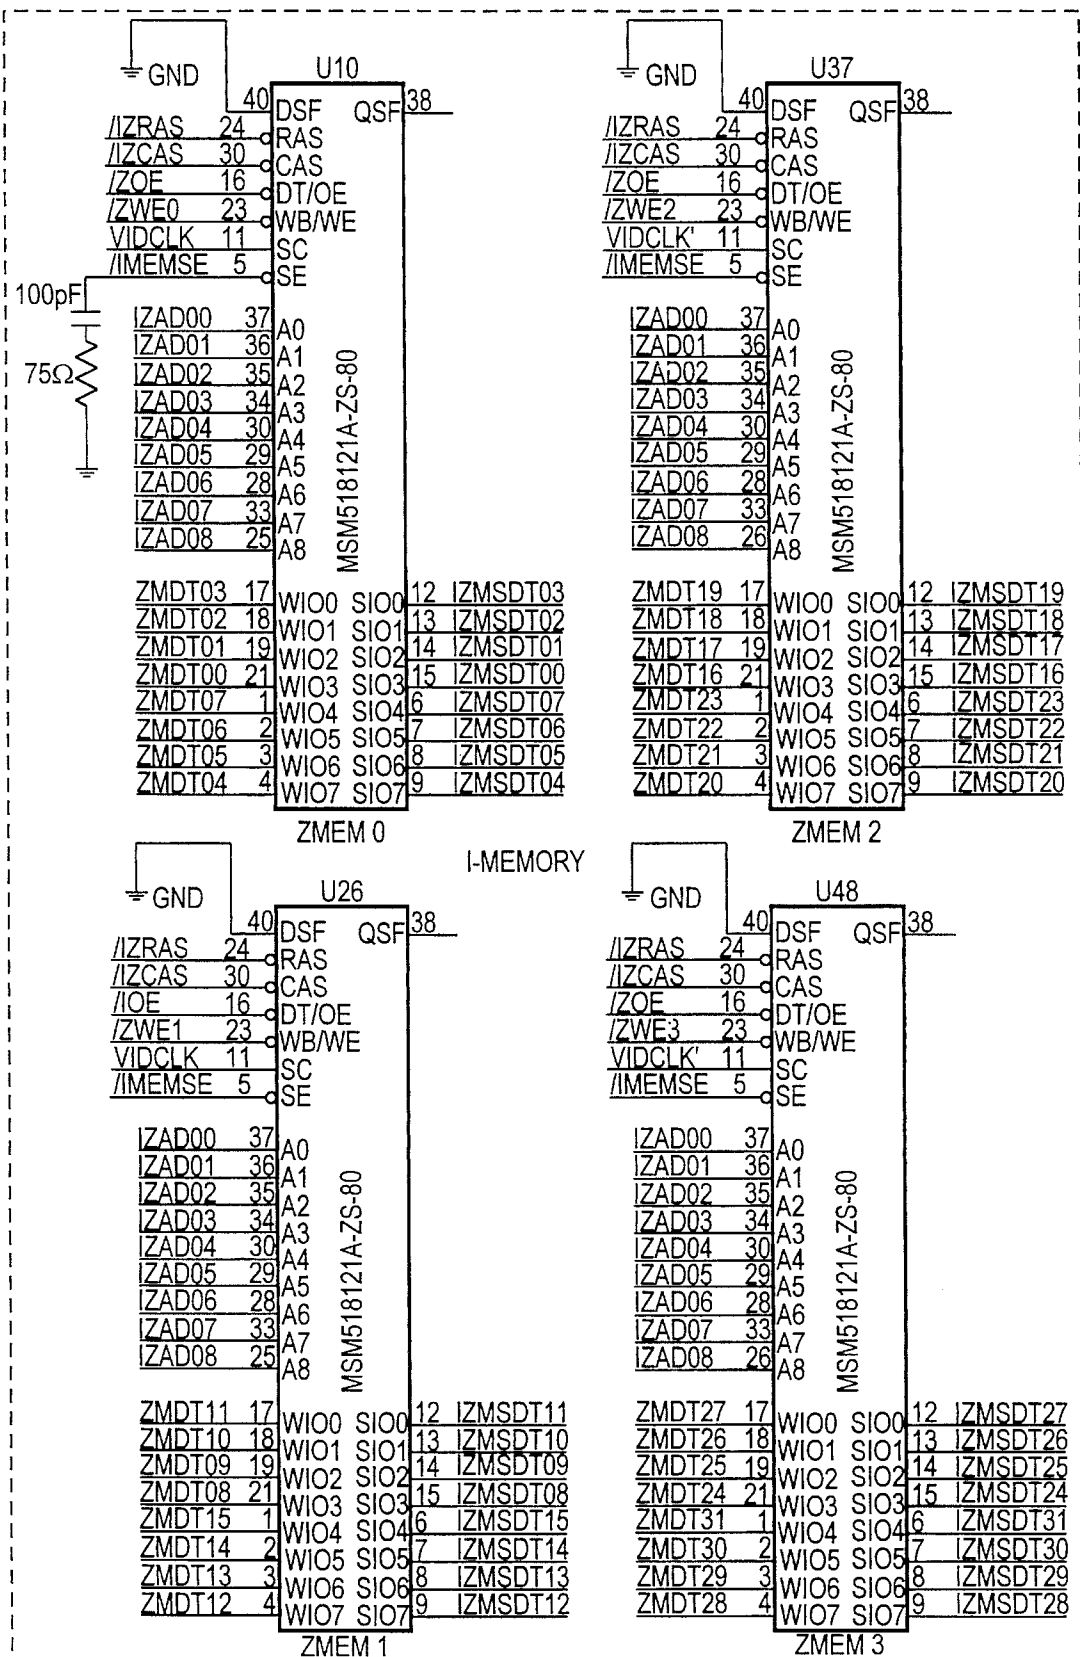 GND
U10
40 DSF QSF 38
/IZRAS 24 RAS
/IZCAS 30 CAS
/ZOE 16 DT/OE
/ZWE0 23 WB/WE
VIDCLK 11 SC
/IMEMSE 5 SE
100pF
75Ω
IZAD00 37 A0
IZAD01 36 A1
IZAD02 35 A2
IZAD03 34 A3
IZAD04 30 A4
IZAD05 29 A5
IZAD06 28 A6
IZAD07 33 A7
IZAD08 25 A8
MSM518121A-ZS-80
ZMDT03 17 WIO0 SIO0 12 IZMSDT03
ZMDT02 18 WIO1 SIO1 13 IZMSDT02
ZMDT01 19 WIO2 SIO2 14 IZMSDT01
ZMDT00 21 WIO3 SIO3 15 IZMSDT00
ZMDT07 1 WIO4 SIO4 6 IZMSDT07
ZMDT06 2 WIO5 SIO5 7 IZMSDT06
ZMDT05 3 WIO6 SIO6 8 IZMSDT05
ZMDT04 4 WIO7 SIO7 9 IZMSDT04
ZMEM 0
GND
U37
40 DSF QSF 38
/IZRAS 24 RAS
/IZCAS 30 CAS
/ZOE 16 DT/OE
/ZWE2 23 WB/WE
VIDCLK' 11 SC
/IMEMSE 5 SE
IZAD00 37 A0
IZAD01 36 A1
IZAD02 35 A2
IZAD03 34 A3
IZAD04 30 A4
IZAD05 29 A5
IZAD06 28 A6
IZAD07 33 A7
IZAD08 26 A8
MSM518121A-ZS-80
ZMDT19 17 WIO0 SIO0 12 IZMSDT19
ZMDT18 18 WIO1 SIO1 13 IZMSDT18
ZMDT17 19 WIO2 SIO2 14 IZMSDT17
ZMDT16 21 WIO3 SIO3 15 IZMSDT16
ZMDT23 1 WIO4 SIO4 6 IZMSDT23
ZMDT22 2 WIO5 SIO5 7 IZMSDT22
ZMDT21 3 WIO6 SIO6 8 IZMSDT21
ZMDT20 4 WIO7 SIO7 9 IZMSDT20
ZMEM 2
I-MEMORY
GND
U26
40 DSF QSF 38
/IZRAS 24 RAS
/IZCAS 30 CAS
/IOE 16 DT/OE
/ZWE1 23 WB/WE
VIDCLK 11 SC
/IMEMSE 5 SE
IZAD00 37 A0
IZAD01 36 A1
IZAD02 35 A2
IZAD03 34 A3
IZAD04 30 A4
IZAD05 29 A5
IZAD06 28 A6
IZAD07 33 A7
IZAD08 25 A8
MSM518121A-ZS-80
ZMDT11 17 WIO0 SIO0 12 IZMSDT11
ZMDT10 18 WIO1 SIO1 13 IZMSDT10
ZMDT09 19 WIO2 SIO2 14 IZMSDT09
ZMDT08 21 WIO3 SIO3 15 IZMSDT08
ZMDT15 1 WIO4 SIO4 6 IZMSDT15
ZMDT14 2 WIO5 SIO5 7 IZMSDT14
ZMDT13 3 WIO6 SIO6 8 IZMSDT13
ZMDT12 4 WIO7 SIO7 9 IZMSDT12
ZMEM 1
GND
U48
40 DSF QSF 38
/IZRAS 24 RAS
/IZCAS 30 CAS
/ZOE 16 DT/OE
/ZWE3 23 WB/WE
VIDCLK' 11 SC
/IMEMSE 5 SE
IZAD00 37 A0
IZAD01 36 A1
IZAD02 35 A2
IZAD03 34 A3
IZAD04 30 A4
IZAD05 29 A5
IZAD06 28 A6
IZAD07 33 A7
IZAD08 26 A8
MSM518121A-ZS-80
ZMDT27 17 WIO0 SIO0 12 IZMSDT27
ZMDT26 18 WIO1 SIO1 13 IZMSDT26
ZMDT25 19 WIO2 SIO2 14 IZMSDT25
ZMDT24 21 WIO3 SIO3 15 IZMSDT24
ZMDT31 1 WIO4 SIO4 6 IZMSDT31
ZMDT30 2 WIO5 SIO5 7 IZMSDT30
ZMDT29 3 WIO6 SIO6 8 IZMSDT29
ZMDT28 4 WIO7 SIO7 9 IZMSDT28
ZMEM 3